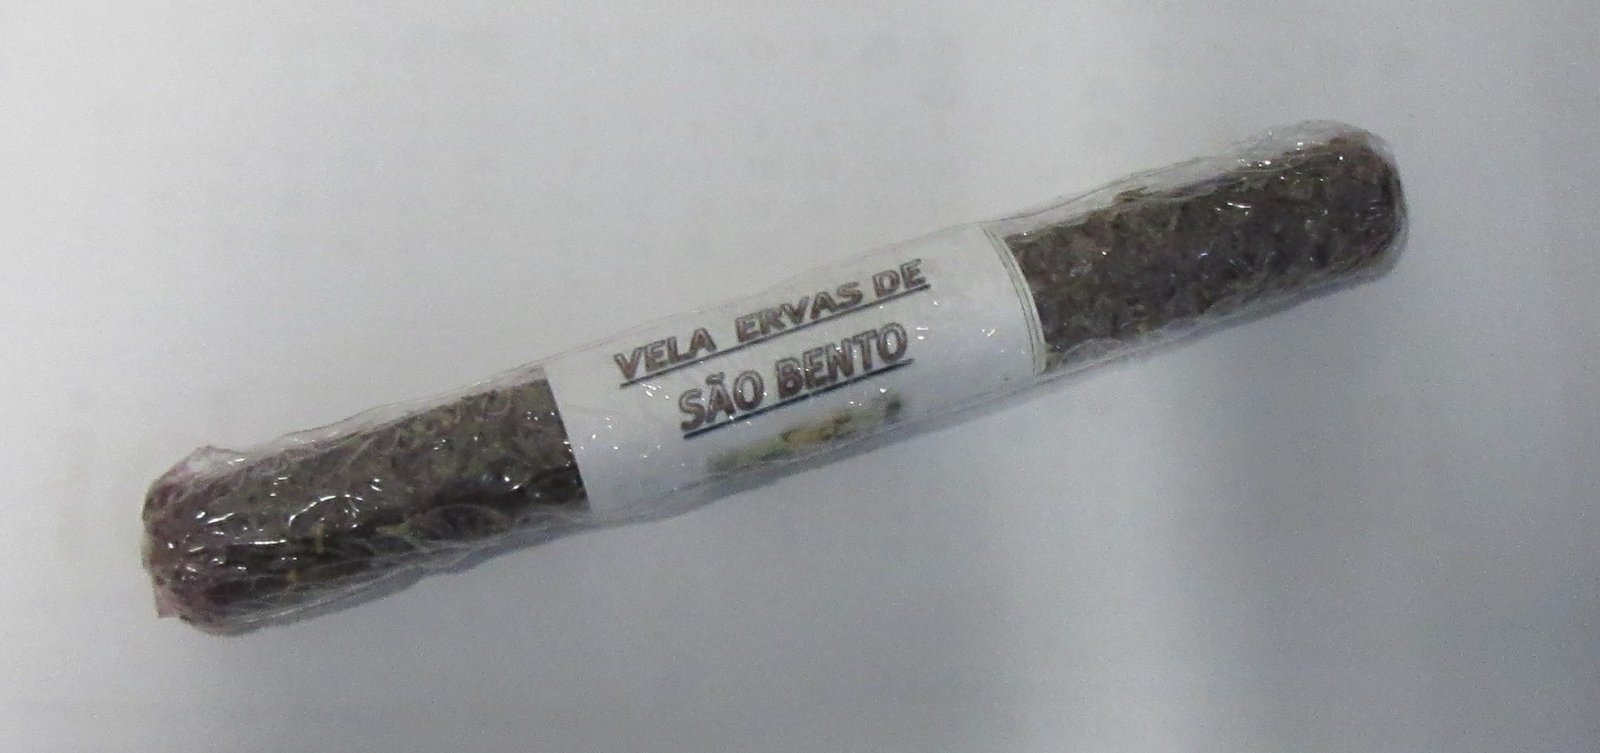 VELA ERVAS DE
SÃO BENTO